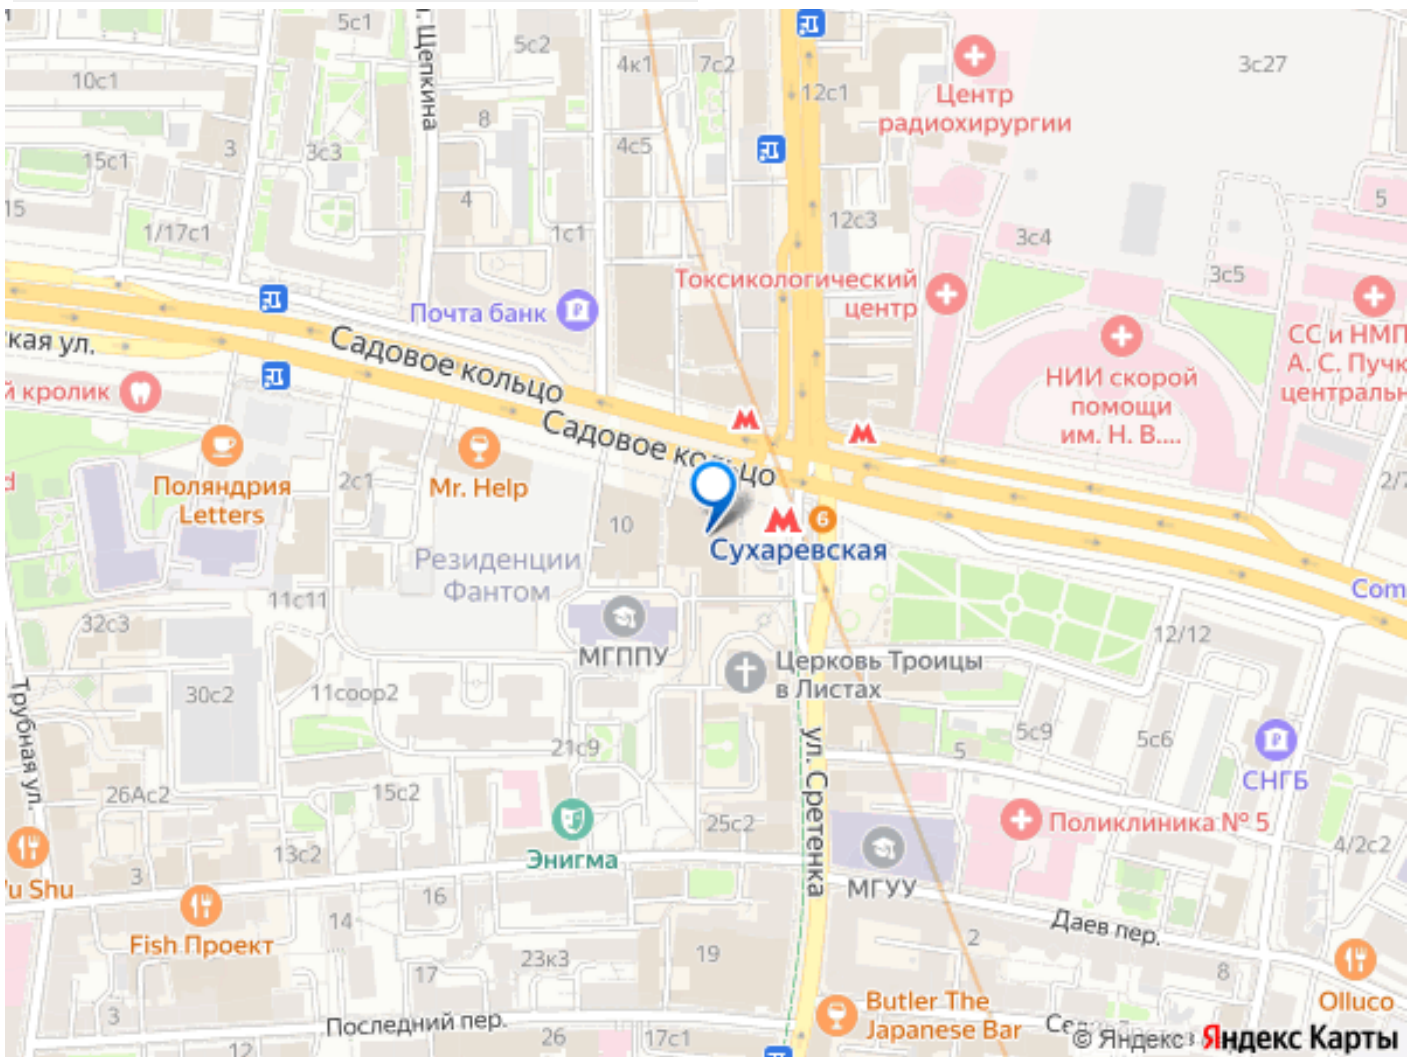 5с1
л. Щепкина
5с2
4к1
7с2
3с27
10с1
12с1
Центр
радиохирургии
8
3
3с3
4с5
15с1
4
5
15
1/17с1
1с1
12с3
3с4
3с5
Токсикологический
центр
Почта банк
кая ул.
Садовое кольцо
СС и НМП
А. С. Пучк
центральн
НИИ скорой
помощи
им. Н. В....
й кролик
Садовое кольцо
Поляндрия
Letters
2с1
Mr. Help
d
2/7
10
6
Сухаревская
Резиденции
Фантом
Com
11с11
32с3
12/12
МГППУ
Церковь Троицы
в Листах
30с2
11соор2
Трубная ул.
21с9
ул. Сретенка
5
5с9
5с6
СНГБ
26Ас2
15с2
25с2
Поликлиника № 5
4/2с2
13с2
Энигма
3
'u Shu
16
МГУУ
14
Даев пер.
Fish Проект
2
19
23к3
17
8
Olluco
3
Последний пер.
Butler The
Japanese Bar
12
26
17с1
© Яндекс
Яндекс Карты